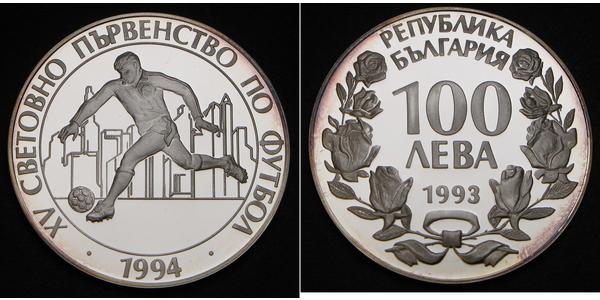 XV СВЕТОВНО ПЪРВЕНСТВО ПО ФУТБОЛ
· 1994 ·
РЕПУБЛИКА
БЪЛГАРИЯ
100
ЛЕВА
1993